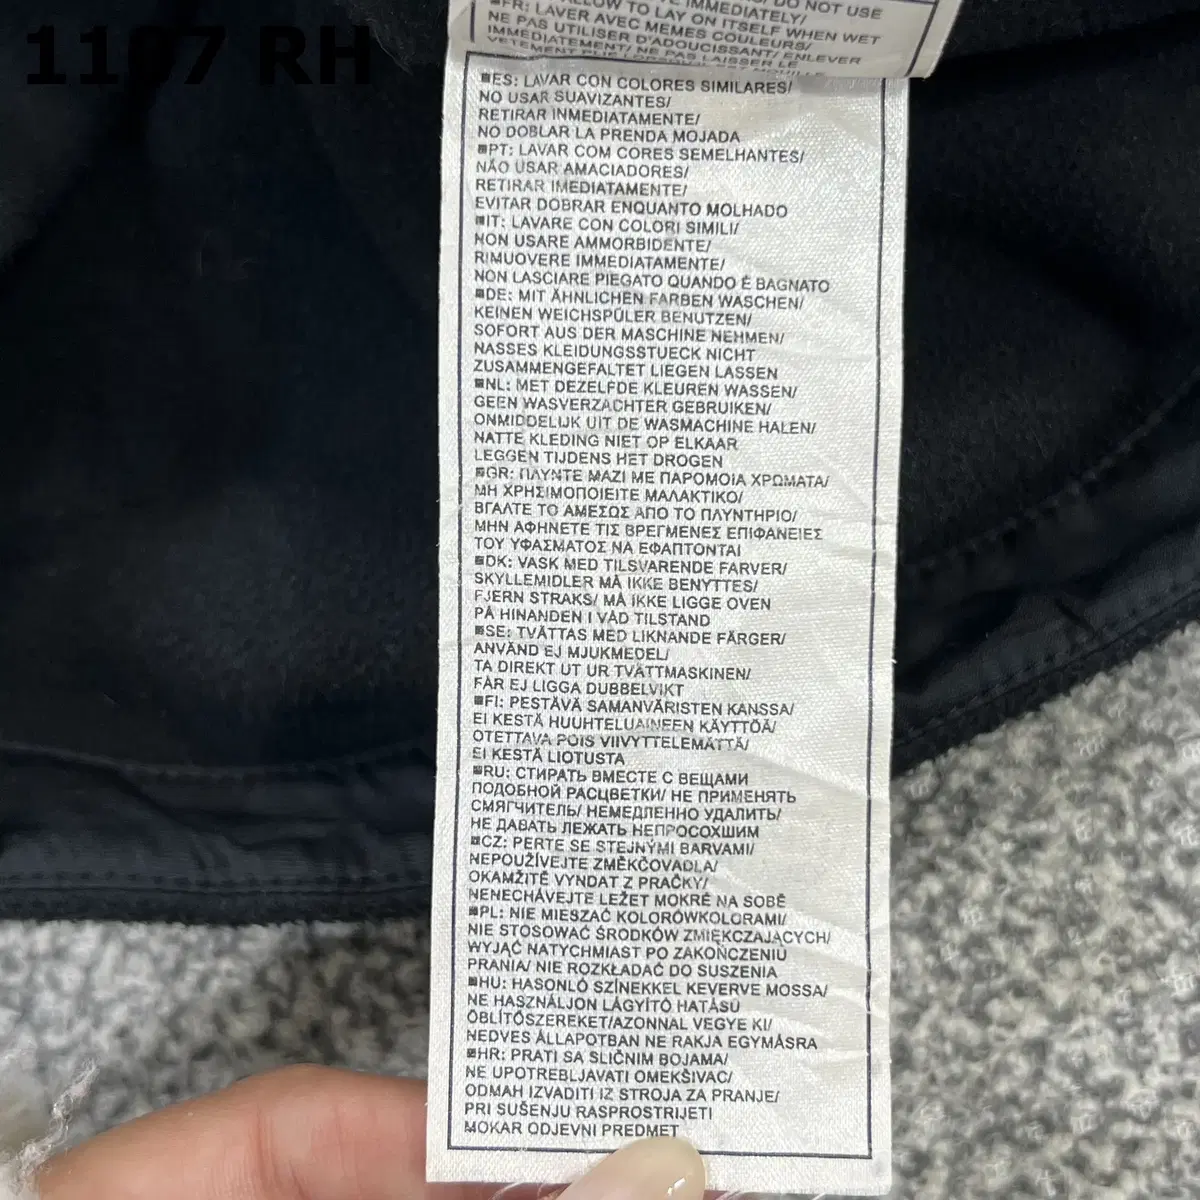 1107 RH
IMMEDIATELY/
DO NOT USE
ALLOW TO LAY ON ITSELF WHEN WET
■FR: LAVER AVEC MEMES COULEURS/
NE PAS UTILISER D'ADOUCISSANT/ ENLEVER
IMMEDIATEMENT/ NE PAS LAISSER LE
VETEMENT PLIE
■ES: LAVAR CON COLORES SIMILARES/
NO USAR SUAVIZANTES/
RETIRAR INMEDIATAMENTE/
NO DOBLAR LA PRENDA MOJADA
■PT: LAVAR COM CORES SEMELHANTES/
NÃO USAR AMACIADORES/
RETIRAR IMEDIATAMENTE/
EVITAR DOBRAR ENQUANTO MOLHADO
■IT: LAVARE CON COLORI SIMILI/
NON USARE AMMORBIDENTE/
RIMUOVERE IMMEDIATAMENTE/
NON LASCIARE PIEGATO QUANDO É BAGNATO
■DE: MIT ÄHNLICHEN FARBEN WASCHEN/
KEINEN WEICHSPÜLER BENUTZEN/
SOFORT AUS DER MASCHINE NEHMEN/
NASSES KLEIDUNGSSTUECK NICHT
ZUSAMMENGEFALTET LIEGEN LASSEN
■NL: MET DEZELFDE KLEUREN WASSEN/
GEEN WASVERZACHTER GEBRUIKEN/
ONMIDDELIJK UIT DE WASMACHINE HALEN/
NATTE KLEDING NIET OP ELKAAR
LEGGEN TIJDENS HET DROGEN
■GR: ΠΛΥΝΤΕ ΜΑΖΙ ΜΕ ΠΑΡΟΜΟΙΑ ΧΡΩΜΑΤΑ/
ΜΗ ΧΡΗΣΙΜΟΠΟΙΕΙΤΕ ΜΑΛΑΚΤΙΚΟ/
ΒΓΑΛΤΕ ΤΟ ΑΜΕΣΩΣ ΑΠΟ ΤΟ ΠΛΥΝΤΗΡΙΟ/
ΜΗΝ ΑΦΗΝΕΤΕ ΤΙΣ ΒΡΕΓΜΕΝΕΣ ΕΠΙΦΑΝΕΙΕΣ
ΤΟΥ ΥΦΑΣΜΑΤΟΣ ΝΑ ΕΦΑΠΤΟΝΤΑΙ
■DK: VASK MED TILSVARENDE FARVER/
SKYLLEMIDLER MÅ IKKE BENYTTES/
FJERN STRAKS/ MÅ IKKE LIGGE OVEN
PÅ HINANDEN I VÅD TILSTAND
■SE: TVÄTTAS MED LIKNANDE FÄRGER/
ANVÄND EJ MJUKMEDEL/
TA DIREKT UT UR TVÄTTMASKINEN/
FÅR EJ LIGGA DUBBELVIKT
■FI: PESTÄVÄ SAMANVÄRISTEN KANSSA/
EI KESTÄ HUUHTELUAINEEN KÄYTTÖÄ/
OTETTAVA POIS VIIVYTTELEMÄTTÄ/
EI KESTÄ LIOTUSTA
■RU: СТИРАТЬ ВМЕСТЕ С ВЕЩАМИ
ПОДОБНОЙ РАСЦВЕТКИ/ НЕ ПРИМЕНЯТЬ
СМЯГЧИТЕЛЬ/ НЕМЕДЛЕННО УДАЛИТЬ/
НЕ ДАВАТЬ ЛЕЖАТЬ НЕПРОСОХШИМ
■CZ: PERTE SE STEJNÝMI BARVAMI/
NEPOUŽÍVEJTE ZMĚKČOVADLA/
OKAMŽITĚ VYNDAT Z PRAČKY/
NENECHÁVEJTE LEŽET MOKRÉ NA SOBĚ
■PL: NIE MIESZAĆ KOLORÓWKOLORAMI/
NIE STOSOWAĆ ŚRODKÓW ZMIĘKCZAJĄCYCH/
WYJĄĆ NATYCHMIAST PO ZAKOŃCZENIU
PRANIA/ NIE ROZKŁADAĆ DO SUSZENIA
■HU: HASONLÓ SZÍNEKKEL KEVERVE MOSSA/
NE HASZNÁLJON LÁGYÍTÓ HATÁSÚ
ÖBLÍTŐSZEREKET/AZONNAL VEGYE KI/
NEDVES ÁLLAPOTBAN NE RAKJA EGYMÁSRA
■HR: PRATI SA SLIČNIM BOJAMA/
NE UPOTREBLJAVATI OMEKŠIVAC/
ODMAH IZVADITI IZ STROJA ZA PRANJE/
PRI SUŠENJU RASPROSTRIJETI
MOKAR ODJEVNI PREDMET